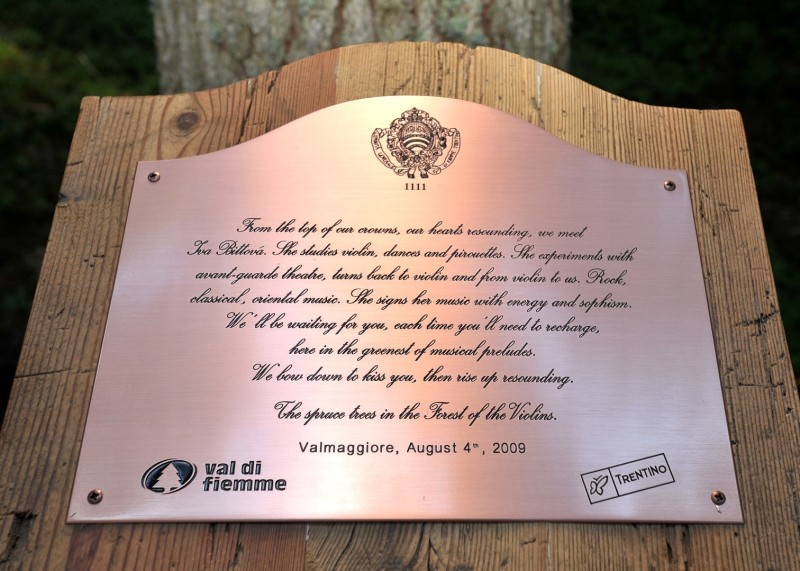 1111
From the top of our crowns, our hearts resounding, we meet
Iva Bittová. She studies violin, dances and pirouettes. She experiments with
avant-guarde theatre, turns back to violin and from violin to us. Rock,
classical, oriental music. She signs her music with energy and sophism.
We'll be waiting for you, each time you'll need to recharge,
here in the greenest of musical preludes.
We bow down to kiss you, then rise up resounding.
The spruce trees in the Forest of the Violins.
Valmaggiore, August 4th, 2009
val di
fiemme
TRENTINO